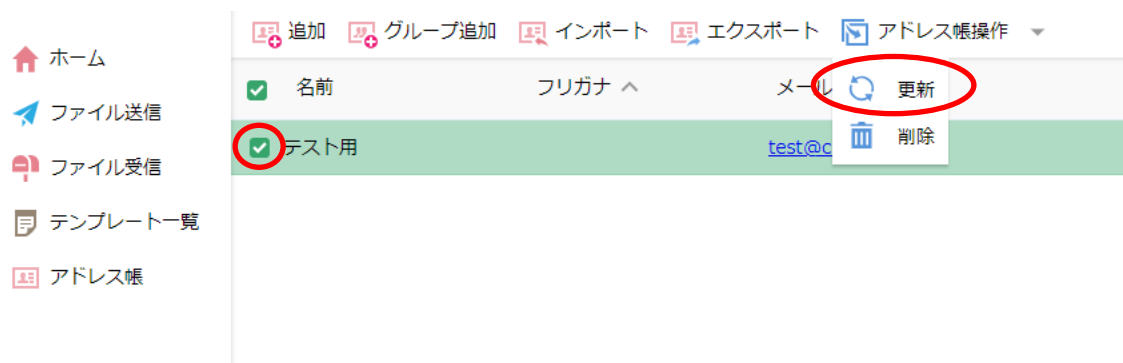 追加 グループ追加 インポート エクスポート アドレス帳操作
ホーム
ファイル送信
ファイル受信
テンプレート一覧
アドレス帳
名前 フリガナ メール
更新
削除
テスト用 test@c